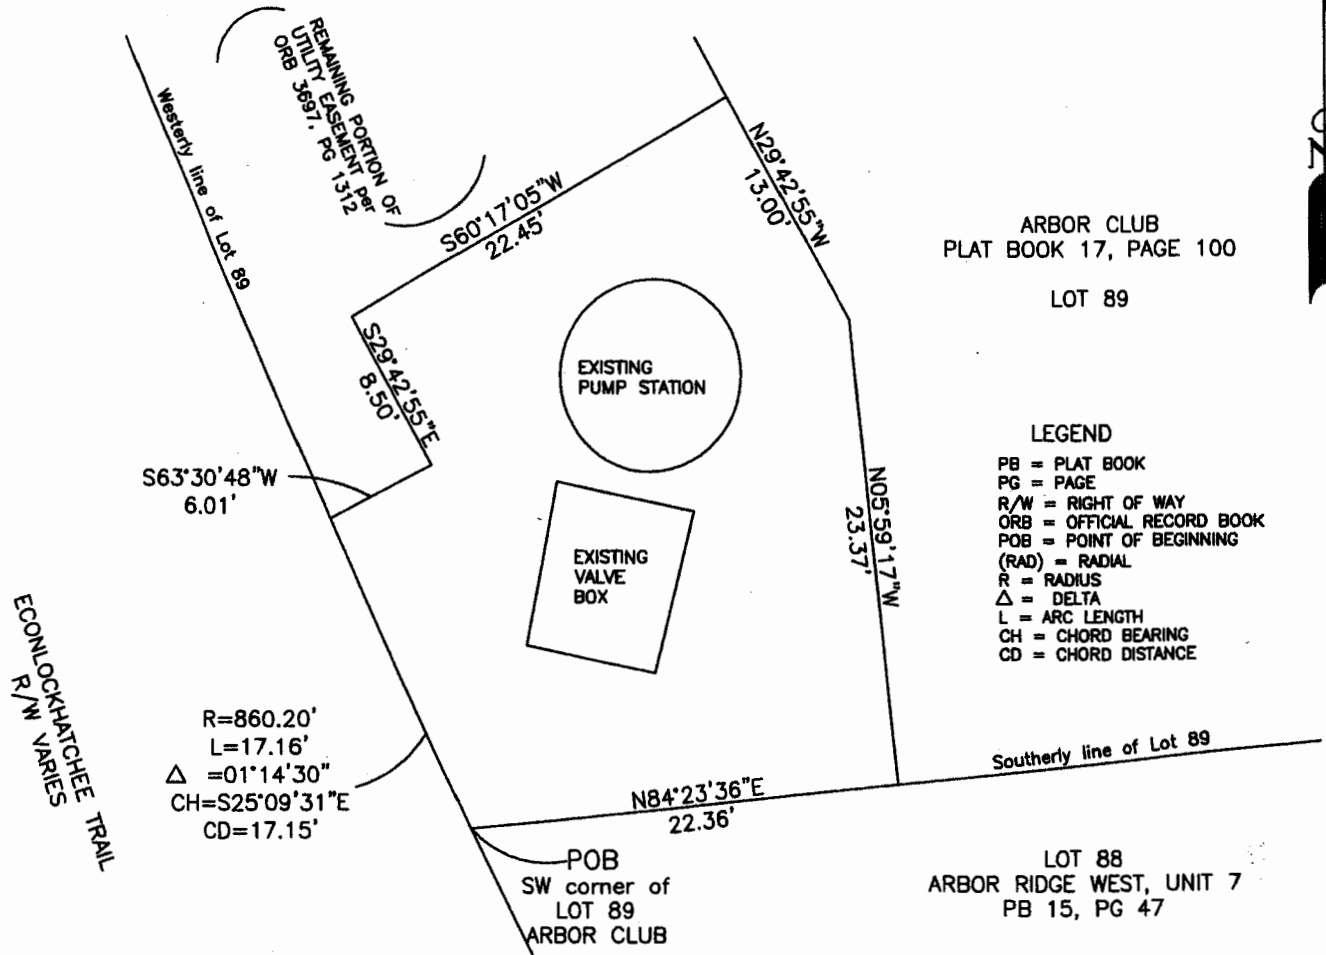 REMAINING PORTION OF
UTILITY EASEMENT per
ORB 3697, PG 1312
Westerly line of Lot 89
S60°17'05"W
22.45'
N29°42'55"W
13.00'
ARBOR CLUB
PLAT BOOK 17, PAGE 100
LOT 89
S29°42'55"E
8.50'
EXISTING
PUMP STATION
S63°30'48"W
6.01'
N05°59'17"W
23.37'
EXISTING
VALVE
BOX
LEGEND
PB = PLAT BOOK
PG = PAGE
R/W = RIGHT OF WAY
ORB = OFFICIAL RECORD BOOK
POB = POINT OF BEGINNING
(RAD) = RADIAL
R = RADIUS
Δ = DELTA
L = ARC LENGTH
CH = CHORD BEARING
CD = CHORD DISTANCE
ECONLOCKHATCHEE TRAIL
R/W VARIES
R=860.20'
L=17.16'
Δ =01°14'30"
CH=S25°09'31"E
CD=17.15'
N84°23'36"E
22.36'
Southerly line of Lot 89
POB
SW corner of
LOT 89
ARBOR CLUB
LOT 88
ARBOR RIDGE WEST, UNIT 7
PB 15, PG 47